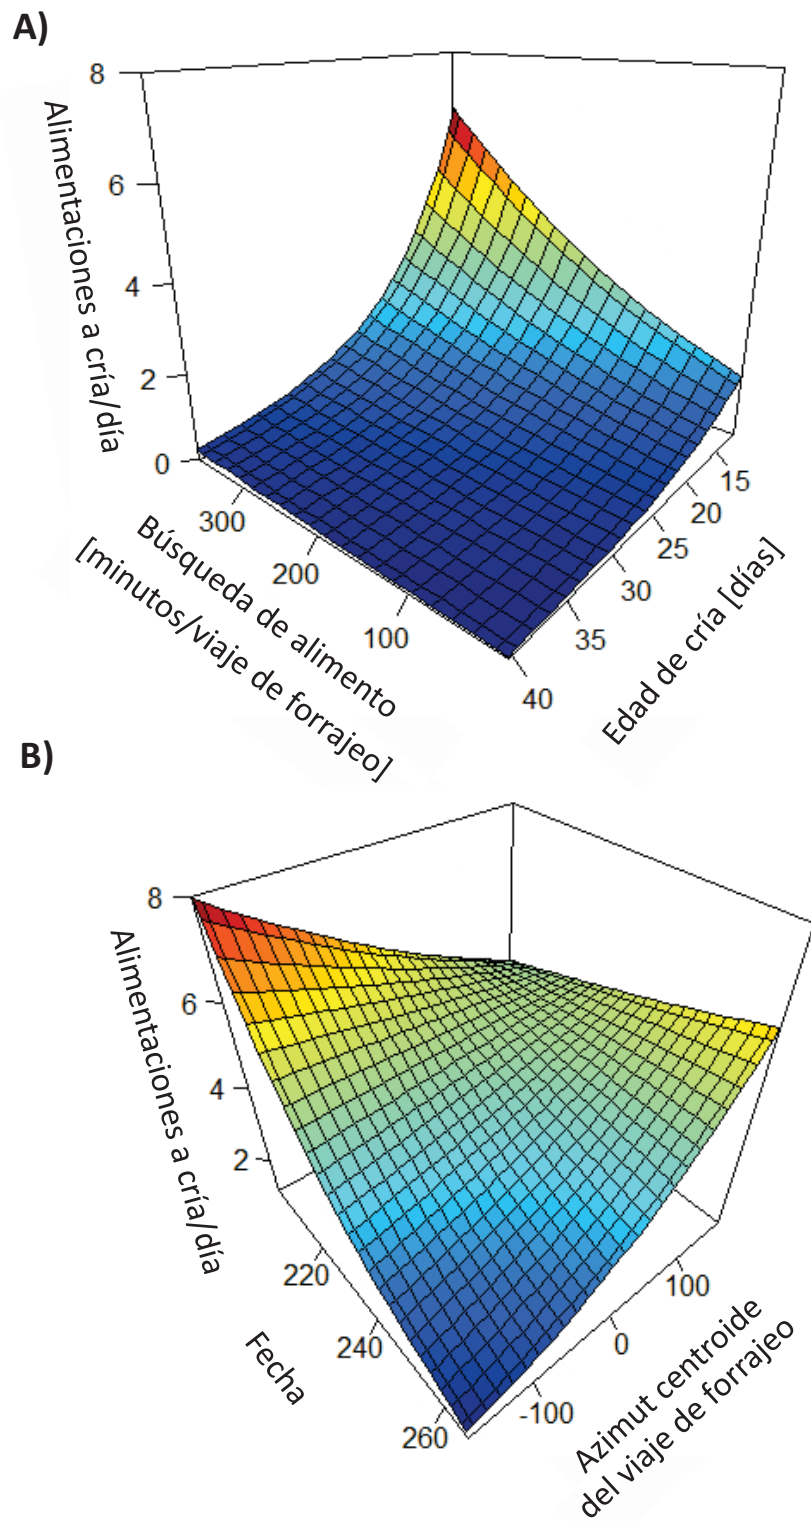 A)
8
6
4
2
0
Alimentaciones a cría/día
300
200
100
Búsqueda de alimento
[minutos/viaje de forrajeo]
15
20
25
30
35
40
Edad de cría [días]
B)
8
6
4
2
Alimentaciones a cría/día
220
240
260
Fecha
100
0
-100
Azimut centroide
del viaje de forrajeo